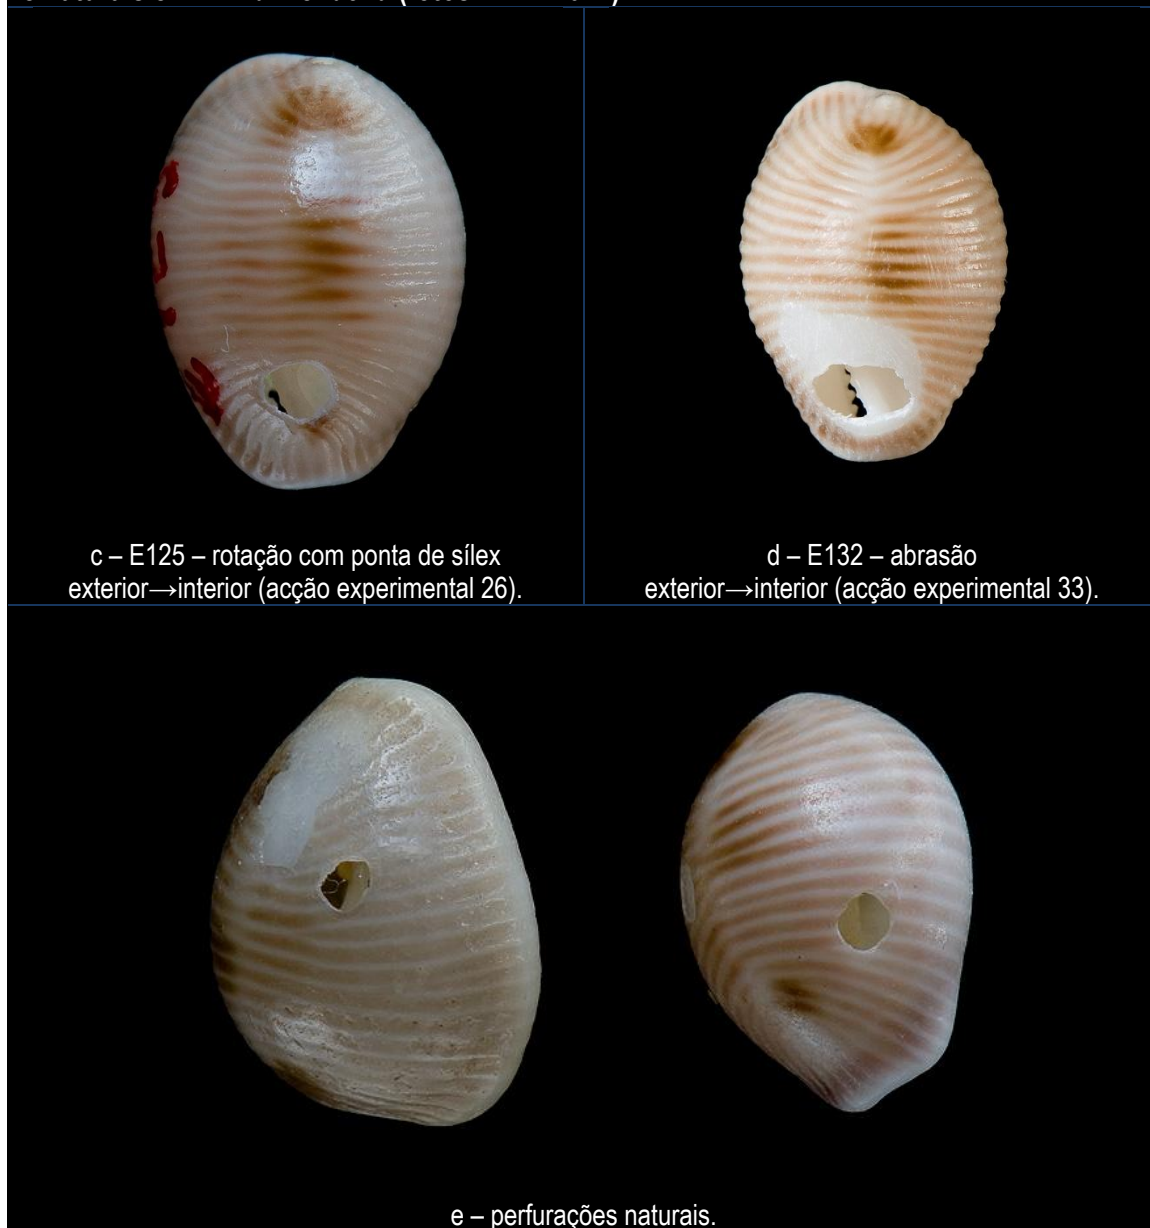 c – E125 – rotação com ponta de sílex
exterior→interior (acção experimental 26).
d – E132 – abrasão
exterior→interior (acção experimental 33).
e – perfurações naturais.